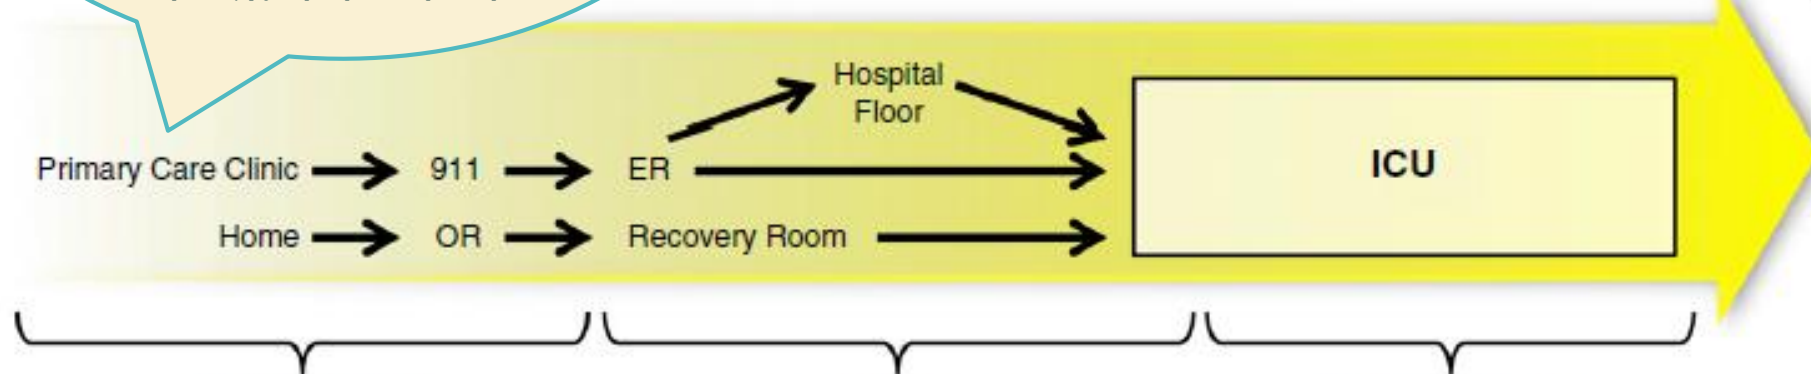 Hospital
Floor
Primary Care Clinic 911 ER
ICU
Home OR Recovery Room